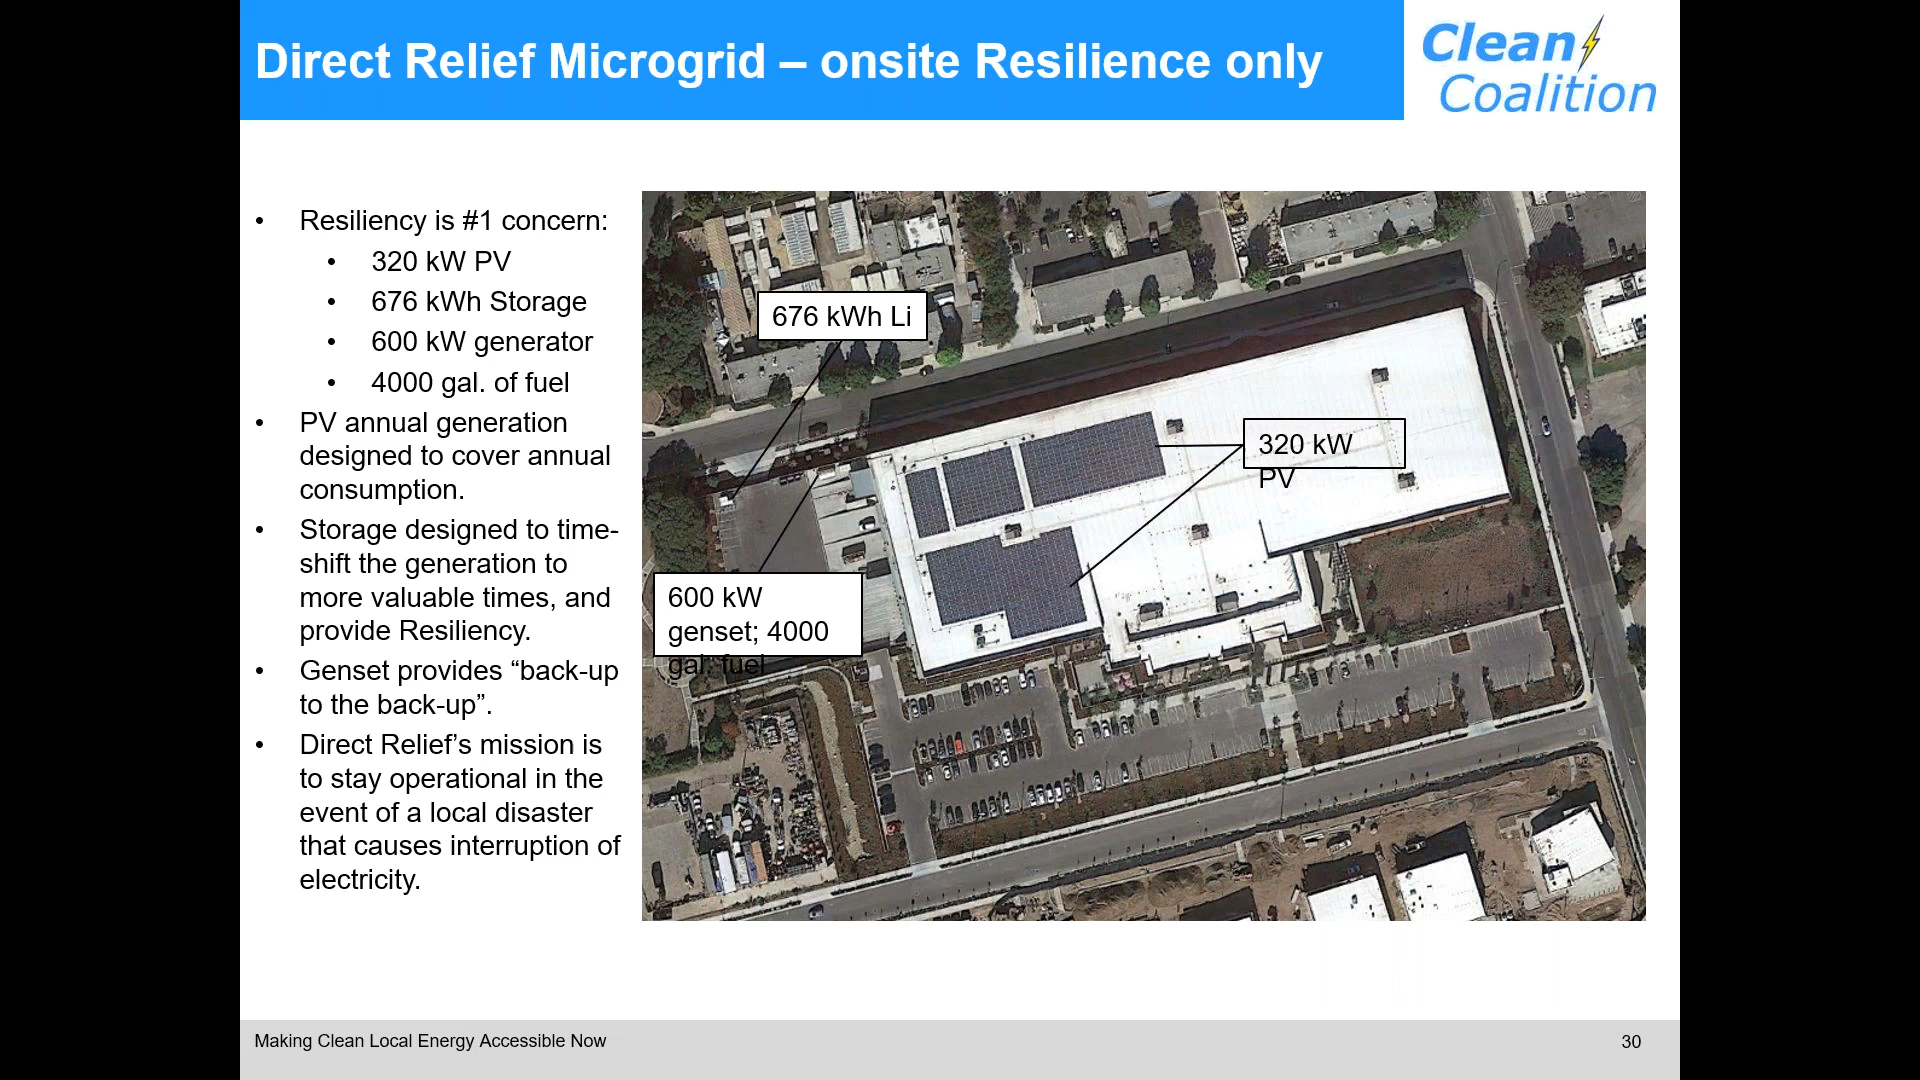 Direct Relief Microgrid – onsite Resilience only
Clean
Coalition
• Resiliency is #1 concern:
• 320 kW PV
• 676 kWh Storage
• 600 kW generator
• 4000 gal. of fuel
• PV annual generation
designed to cover annual
consumption.
• Storage designed to time-
shift the generation to
more valuable times, and
provide Resiliency.
• Genset provides “back-up
to the back-up”.
• Direct Relief’s mission is
to stay operational in the
event of a local disaster
that causes interruption of
electricity.
676 kWh Li
320 kW
PV
600 kW
genset; 4000
gal. fuel
Making Clean Local Energy Accessible Now
30